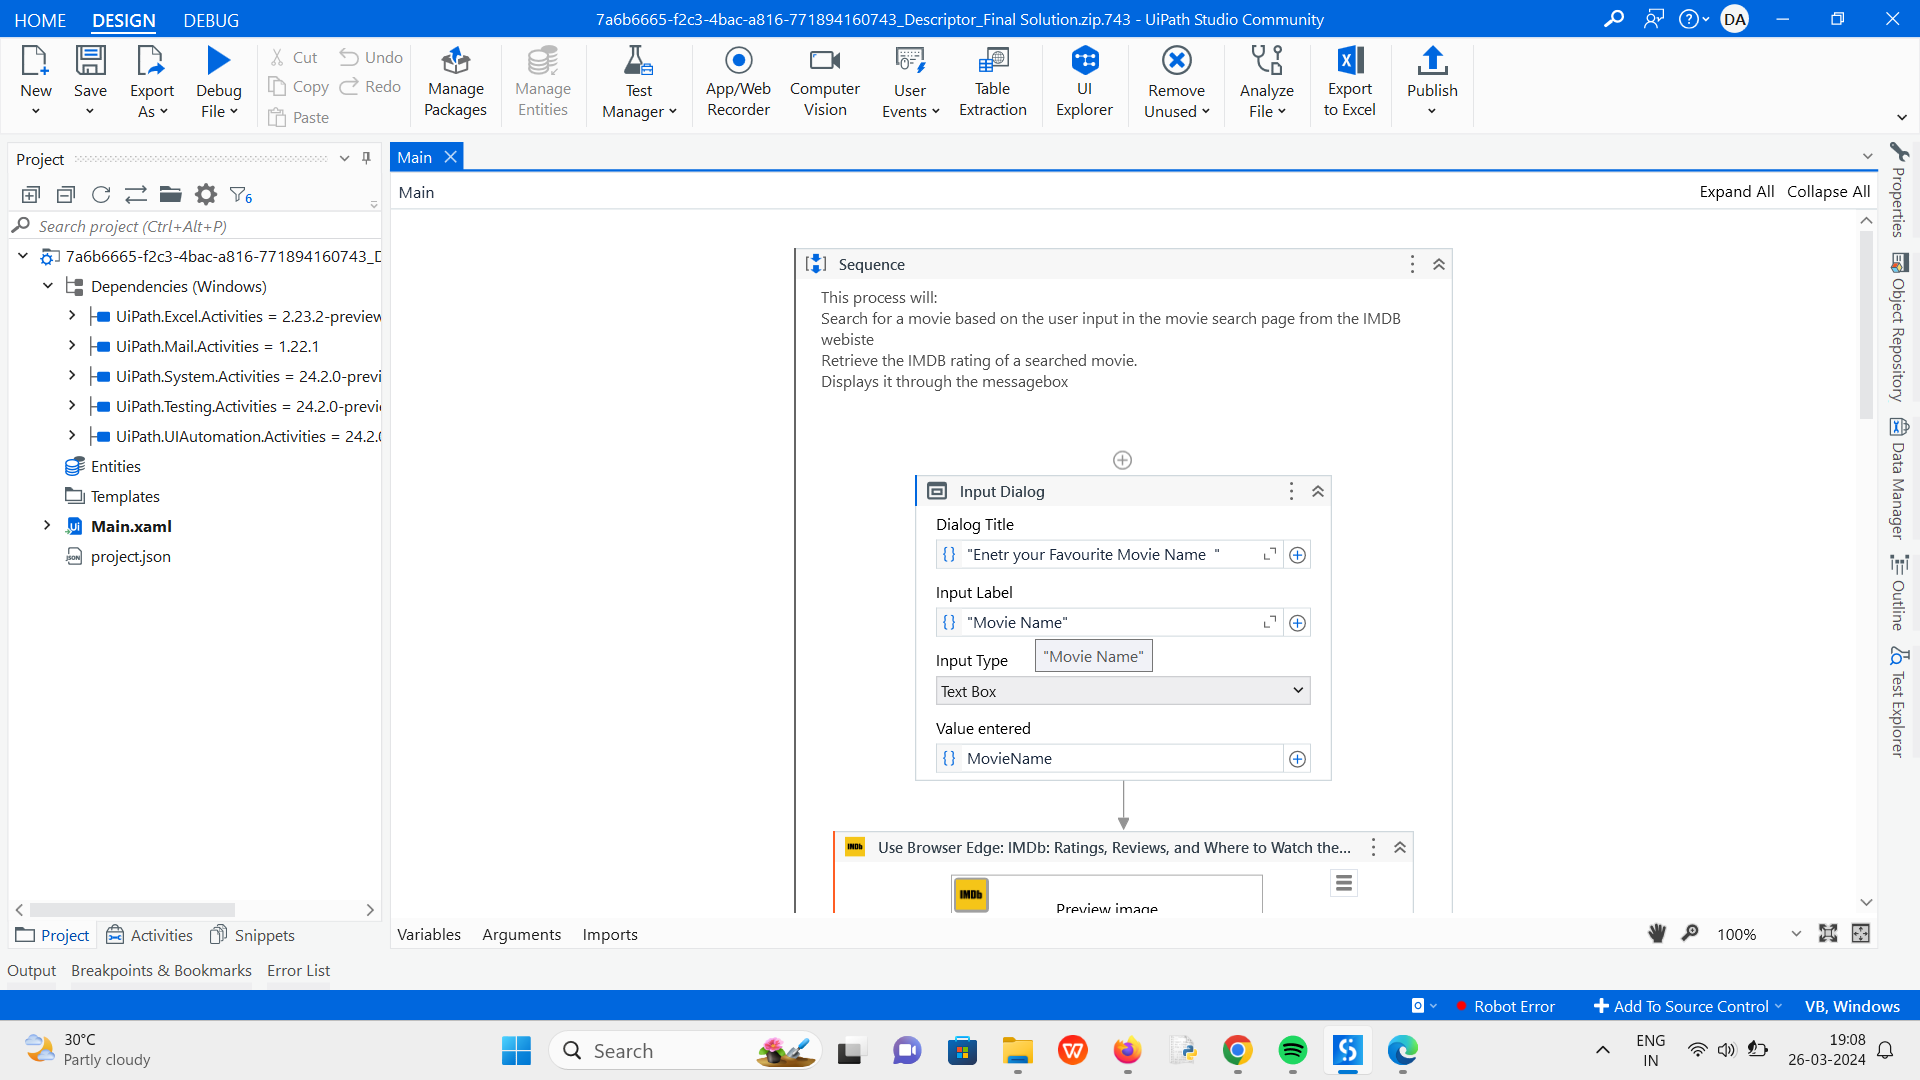 HOME DESIGN DEBUG
7a6b6665-f2c3-4bac-a816-771894160743_Descriptor_Final Solution.zip.743 - UiPath Studio Community
DA
New
Save
Export As
Debug File
Cut
Copy
Paste
Undo
Redo
Manage Packages
Manage Entities
Test Manager
App/Web Recorder
Computer Vision
User Events
Table Extraction
UI Explorer
Remove Unused
Analyze File
Export to Excel
Publish
Project
6
Search project (Ctrl+Alt+P)
7a6b6665-f2c3-4bac-a816-771894160743_D
Dependencies (Windows)
UiPath.Excel.Activities = 2.23.2-preview
UiPath.Mail.Activities = 1.22.1
UiPath.System.Activities = 24.2.0-previ
UiPath.Testing.Activities = 24.2.0-previ
UiPath.UIAutomation.Activities = 24.2.0
Entities
Templates
Main.xaml
project.json
Project Activities Snippets
Main
Main
Expand All Collapse All
Sequence
This process will:
Search for a movie based on the user input in the movie search page from the IMDB
webiste
Retrieve the IMDB rating of a searched movie.
Displays it through the messagebox
Input Dialog
Dialog Title
"Enetr your Favourite Movie Name  "
Input Label
"Movie Name"
Input Type
"Movie Name"
Text Box
Value entered
MovieName
IMDb
Use Browser Edge: IMDb: Ratings, Reviews, and Where to Watch the...
IMDb
Preview image
Variables Arguments Imports
100%
Properties
Object Repository
Data Manager
Outline
Test Explorer
Output Breakpoints & Bookmarks Error List
Robot Error
Add To Source Control
VB, Windows
30°C
Partly cloudy
Search
ENG
IN
19:08
26-03-2024